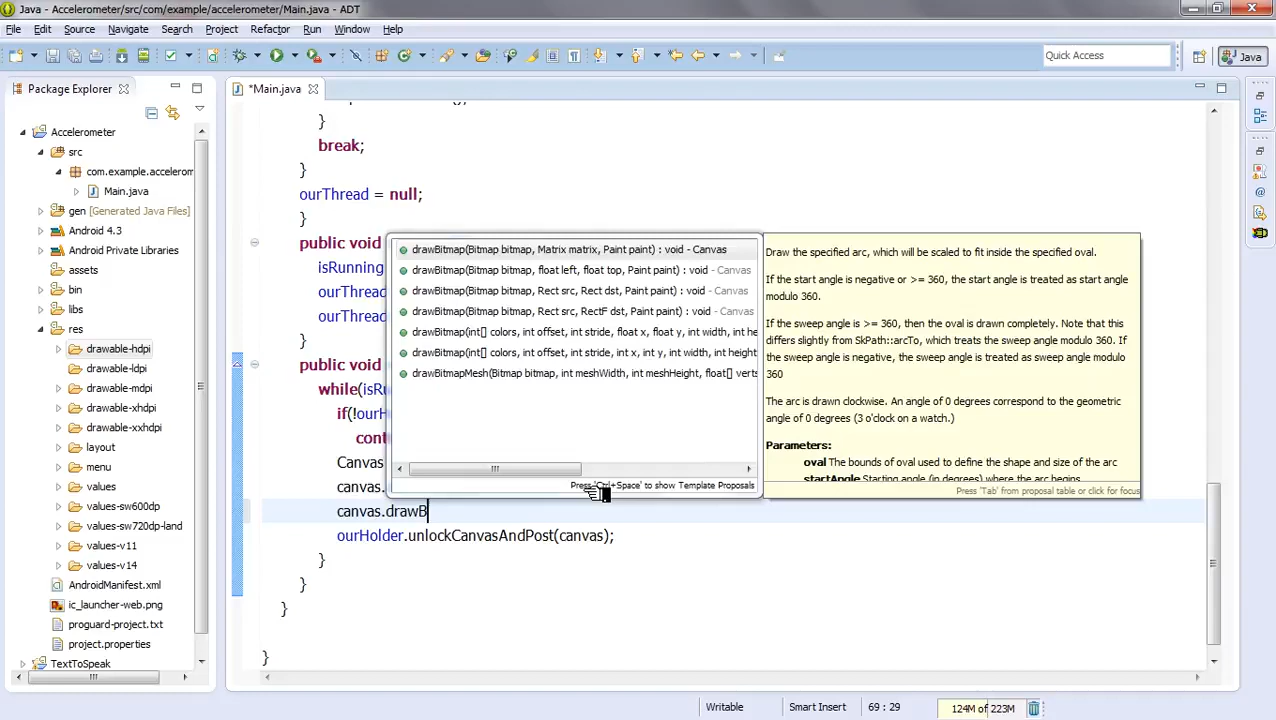 Java - Accelerometer/src/com/example/accelerometer/Main.java - ADT
File Edit Source Navigate Search Project Refactor Run Window Help
Quick Access
Java
Package Explorer
*Main.java
Accelerometer
src
com.example.accelerom
Main.java
gen [Generated Java Files]
Android 4.3
Android Private Libraries
assets
bin
libs
res
drawable-hdpi
drawable-ldpi
drawable-mdpi
drawable-xhdpi
drawable-xxhdpi
layout
menu
values
values-sw600dp
values-sw720dp-land
values-v11
values-v14
AndroidManifest.xml
ic_launcher-web.png
proguard-project.txt
project.properties
TextToSpeak
}
break;
}
ourThread = null;
}
public void
isRunning
ourThread
ourThread
}
public void
while(isRu
if(!ourH
cont
Canvas
canvas.
canvas.drawB
ourHolder.unlockCanvasAndPost(canvas);
}
}
}
}
drawBitmap(Bitmap bitmap, Matrix matrix, Paint paint) : void - Canvas
drawBitmap(Bitmap bitmap, float left, float top, Paint paint) : void - Canvas
drawBitmap(Bitmap bitmap, Rect src, Rect dst, Paint paint) : void - Canvas
drawBitmap(Bitmap bitmap, Rect src, RectF dst, Paint paint) : void - Canvas
drawBitmap(int[] colors, int offset, int stride, float x, float y, int width, int he
drawBitmap(int[] colors, int offset, int stride, int x, int y, int width, int height
drawBitmapMesh(Bitmap bitmap, int meshWidth, int meshHeight, float[] verts
Press 'Ctrl+Space' to show Template Proposals
Draw the specified arc, which will be scaled to fit inside the specified oval.
If the start angle is negative or >= 360, the start angle is treated as start angle
modulo 360.
If the sweep angle is >= 360, then the oval is drawn completely. Note that this
differs slightly from SkPath::arcTo, which treats the sweep angle modulo 360. If
the sweep angle is negative, the sweep angle is treated as sweep angle modulo
360
The arc is drawn clockwise. An angle of 0 degrees correspond to the geometric
angle of 0 degrees (3 o'clock on a watch.)
Parameters:
oval The bounds of oval used to define the shape and size of the arc
startAngle Starting angle (in degrees) where the arc begins
Press 'Tab' from proposal table or click for focus
Writable
Smart Insert
69 : 29
124M of 223M